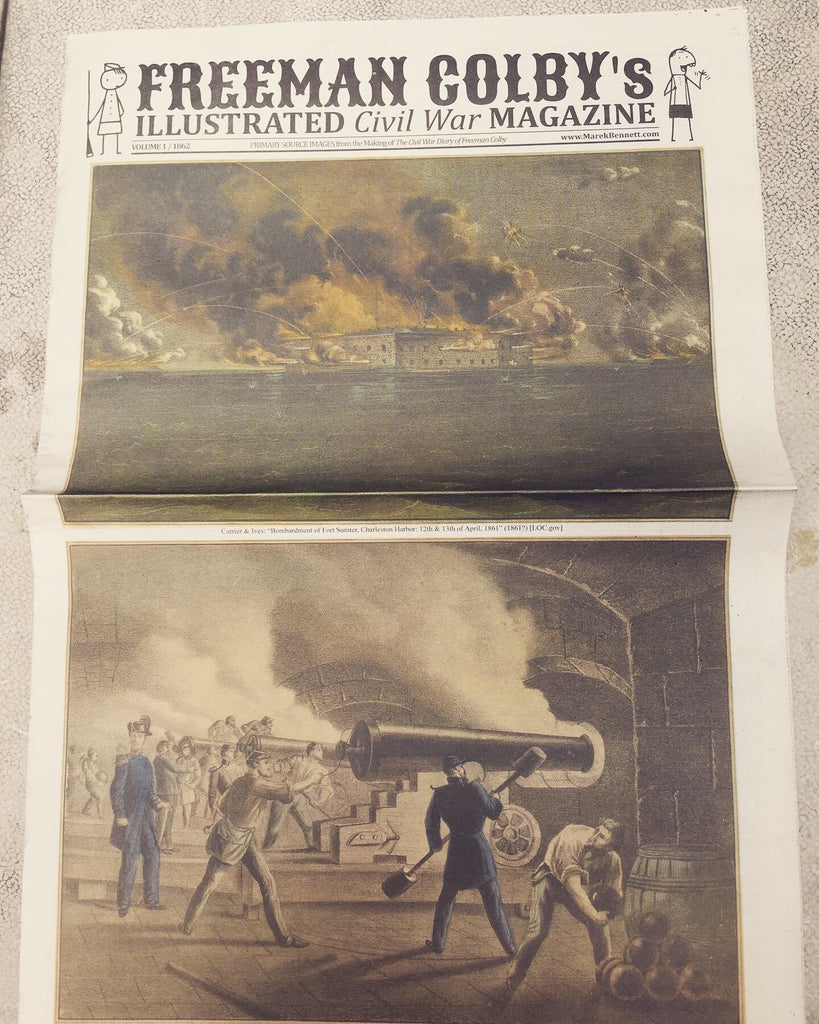 FREEMAN COLBY's
ILLUSTRATED Civil War MAGAZINE
VOLUME 1 / 1862
PRIMARY SOURCE IMAGES from the Making of The Civil War Diary of Freeman Colby
www.MarekBennett.com
Currier & Ives: "Bombardment of Fort Sumter, Charleston Harbor: 12th & 13th of April, 1861" (1861?) [LOC.gov]